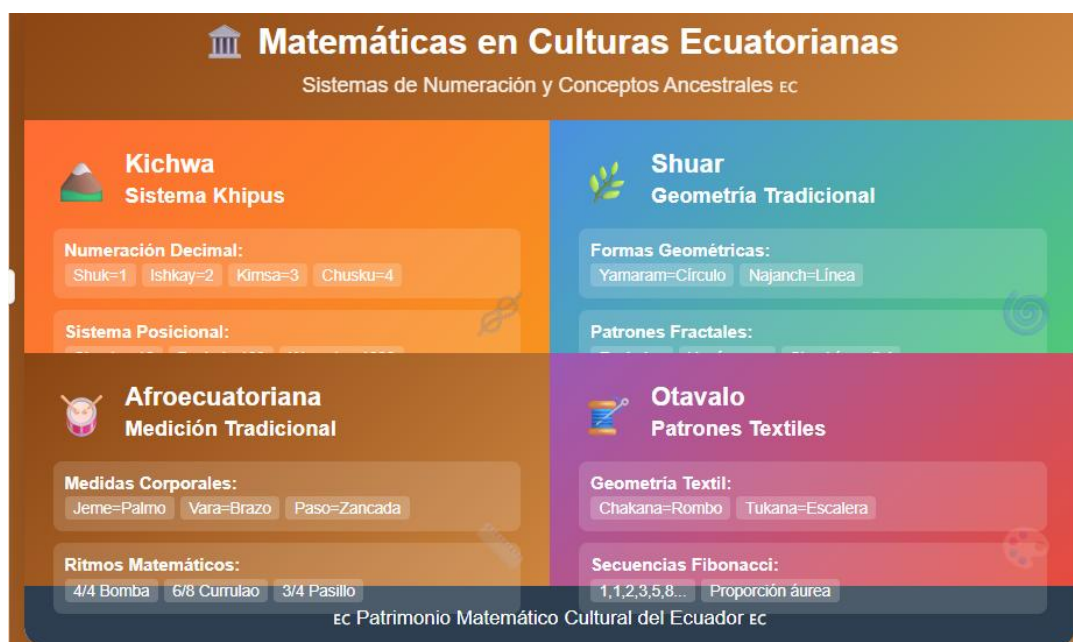 Matemáticas en Culturas Ecuatorianas
Sistemas de Numeración y Conceptos Ancestrales EC
Kichwa
Sistema Khipus
Numeración Decimal:
Shuk=1 Ishkay=2 Kimsa=3 Chusku=4
Sistema Posicional:
Shuar
Geometría Tradicional
Formas Geométricas:
Yamaram=Círculo Najanch=Línea
Patrones Fractales:
Afroecuatoriana
Medición Tradicional
Medidas Corporales:
Jeme=Palmo Vara=Brazo Paso=Zancada
Ritmos Matemáticos:
4/4 Bomba 6/8 Currulao 3/4 Pasillo
Otavalo
Patrones Textiles
Geometría Textil:
Chakana=Rombo Tukana=Escalera
Secuencias Fibonacci:
1,1,2,3,5,8... Proporción áurea
EC Patrimonio Matemático Cultural del Ecuador EC